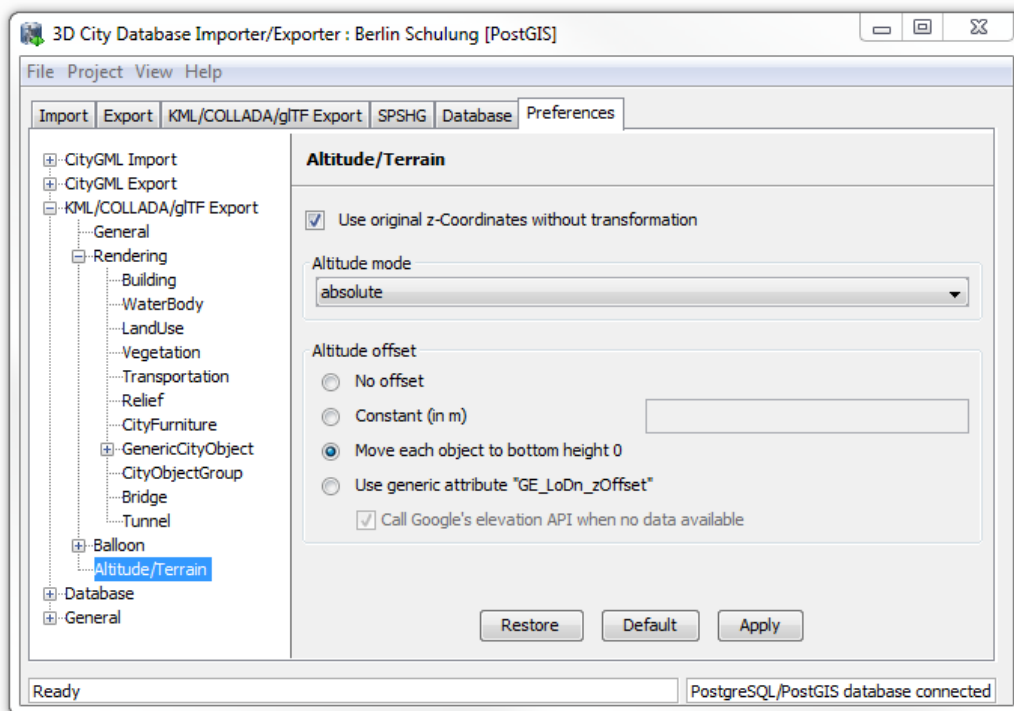 3D City Database Importer/Exporter : Berlin Schulung [PostGIS]
File Project View Help
Import Export KML/COLLADA/glTF Export SPSHG Database Preferences
CityGML Import
CityGML Export
KML/COLLADA/glTF Export
General
Rendering
Building
WaterBody
LandUse
Vegetation
Transportation
Relief
CityFurniture
GenericCityObject
CityObjectGroup
Bridge
Tunnel
Balloon
Altitude/Terrain
Database
General
Altitude/Terrain
Use original z-Coordinates without transformation
Altitude mode
absolute
Altitude offset
No offset
Constant (in m)
Move each object to bottom height 0
Use generic attribute "GE_LoDn_zOffset"
Call Google's elevation API when no data available
Restore Default Apply
Ready
PostgreSQL/PostGIS database connected